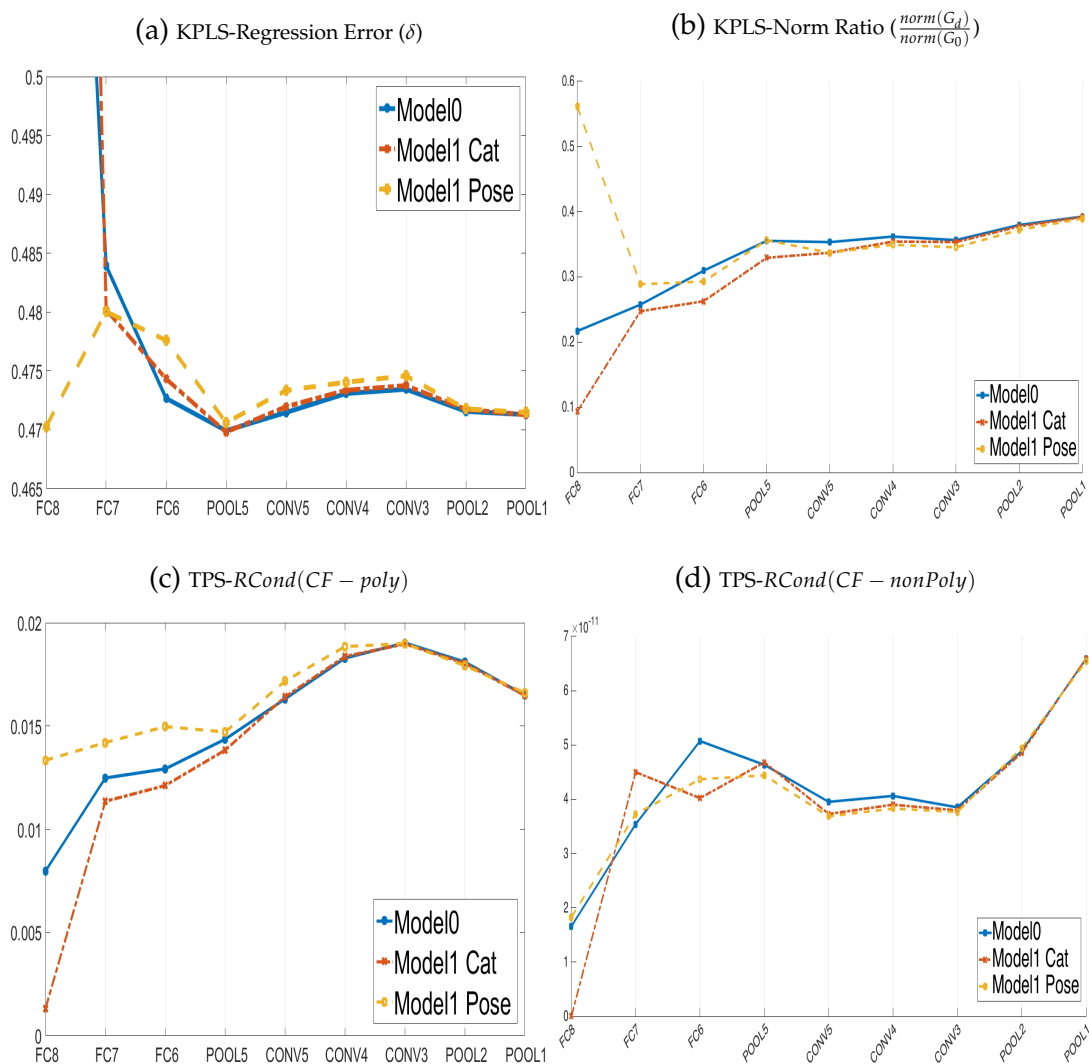 (a) KPLS-Regression Error (δ)
0.5
0.495
0.49
0.485
0.48
0.475
0.47
0.465
FC8 FC7 FC6 POOL5 CONV5 CONV4 CONV3 POOL2 POOL1
Model0
Model1 Cat
Model1 Pose
(b) KPLS-Norm Ratio (norm(G_d)/norm(G_0))
0.6
0.5
0.4
0.3
0.2
0.1
0
FC8 FC7 FC6 POOL5 CONV5 CONV4 CONV3 POOL2 POOL1
Model0
Model1 Cat
Model1 Pose
(c) TPS-RCond(CF − poly)
0.02
0.015
0.01
0.005
0
FC8 FC7 FC6 POOL5 CONV5 CONV4 CONV3 POOL2 POOL1
Model0
Model1 Cat
Model1 Pose
(d) TPS-RCond(CF − nonPoly)
×10-11
7
6
5
4
3
2
1
0
FC8 FC7 FC6 POOL5 CONV5 CONV4 CONV3 POOL2 POOL1
Model0
Model1 Cat
Model1 Pose